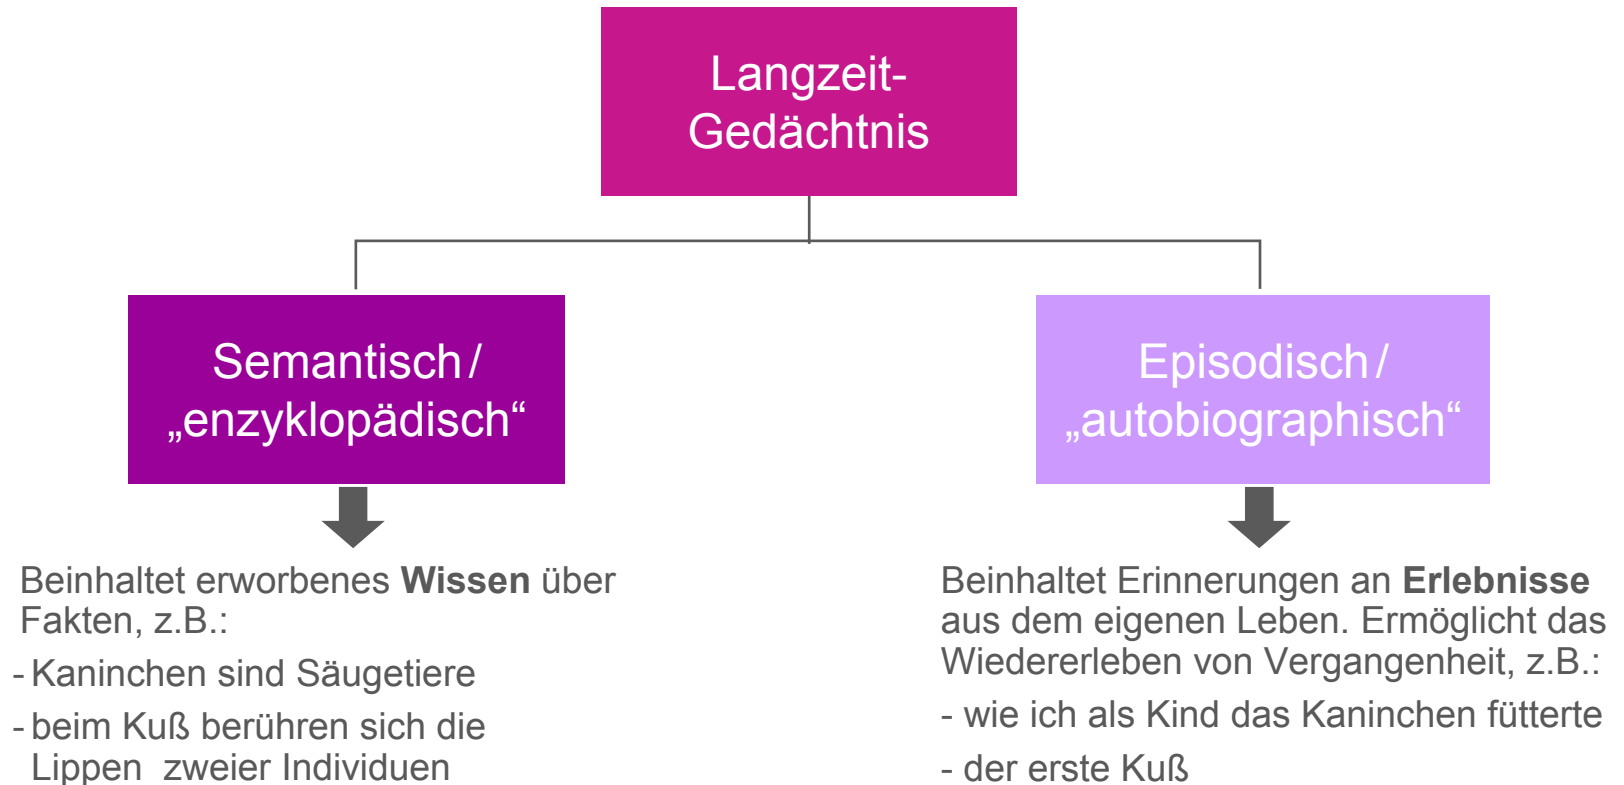 Langzeit-
Gedächtnis
Semantisch/
„enzyklopädisch“
Episodisch/
„autobiographisch“
Beinhaltet erworbenes Wissen über
Fakten, z.B.:
- Kaninchen sind Säugetiere
- beim Kuß berühren sich die
Lippen zweier Individuen
Beinhaltet Erinnerungen an Erlebnisse
aus dem eigenen Leben. Ermöglicht das
Wiedererleben von Vergangenheit, z.B.:
- wie ich als Kind das Kaninchen fütterte
- der erste Kuß